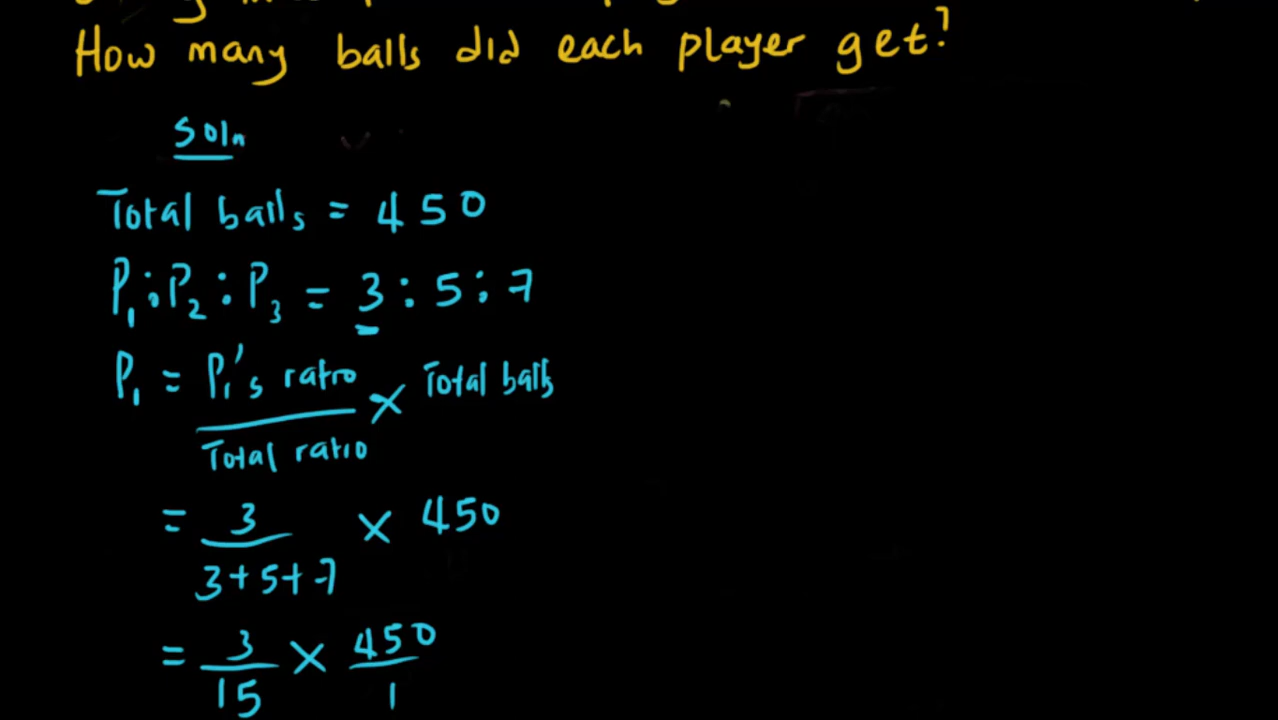 How many balls did each player get?
Soln
Total balls = 450
P₁:P₂:P₃ = 3:5:7
P₁ = P₁'s ratio / Total ratio × Total balls
= 3 / 3+5+7 × 450
= 3/15 × 450/1